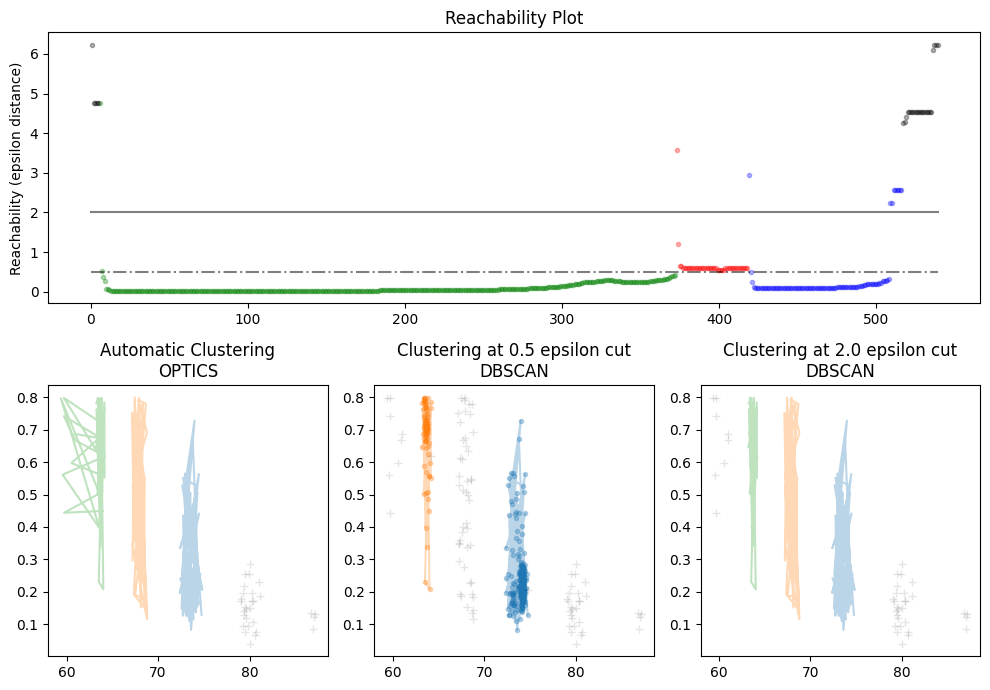 Reachability Plot
Reachability (epsilon distance)
6
5
4
3
2
1
0
0 100 200 300 400 500
Automatic Clustering
OPTICS
0.8
0.7
0.6
0.5
0.4
0.3
0.2
0.1
60 70 80
Clustering at 0.5 epsilon cut
DBSCAN
0.8
0.7
0.6
0.5
0.4
0.3
0.2
0.1
60 70 80
Clustering at 2.0 epsilon cut
DBSCAN
0.8
0.7
0.6
0.5
0.4
0.3
0.2
0.1
60 70 80